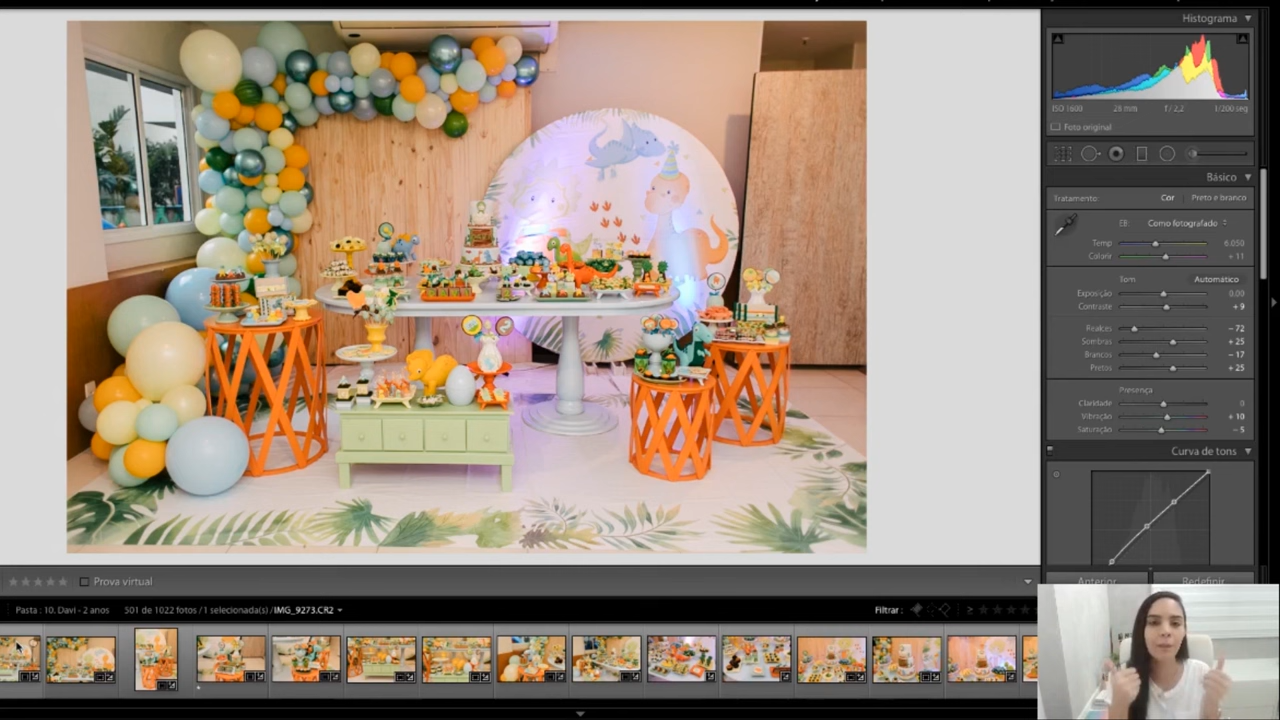 Histograma
ISO 1600 28 mm f / 2,2 1/200 seg
Foto original
Básico
Tratamento: Cor Preto e branco
EB: Como fotografado
Temp 6.050
Colorir + 11
Tom Automático
Exposição 0,00
Contraste + 9
Realces − 72
Sombras + 25
Brancos − 17
Pretos + 25
Presença
Claridade 0
Vibração + 10
Saturação − 5
Curva de tons
Anterior Redefinir
Prova virtual
Pasta : 10. Davi - 2 anos 501 de 1022 fotos /1 selecionada(s) /IMG_9273.CR2
Filtrar :